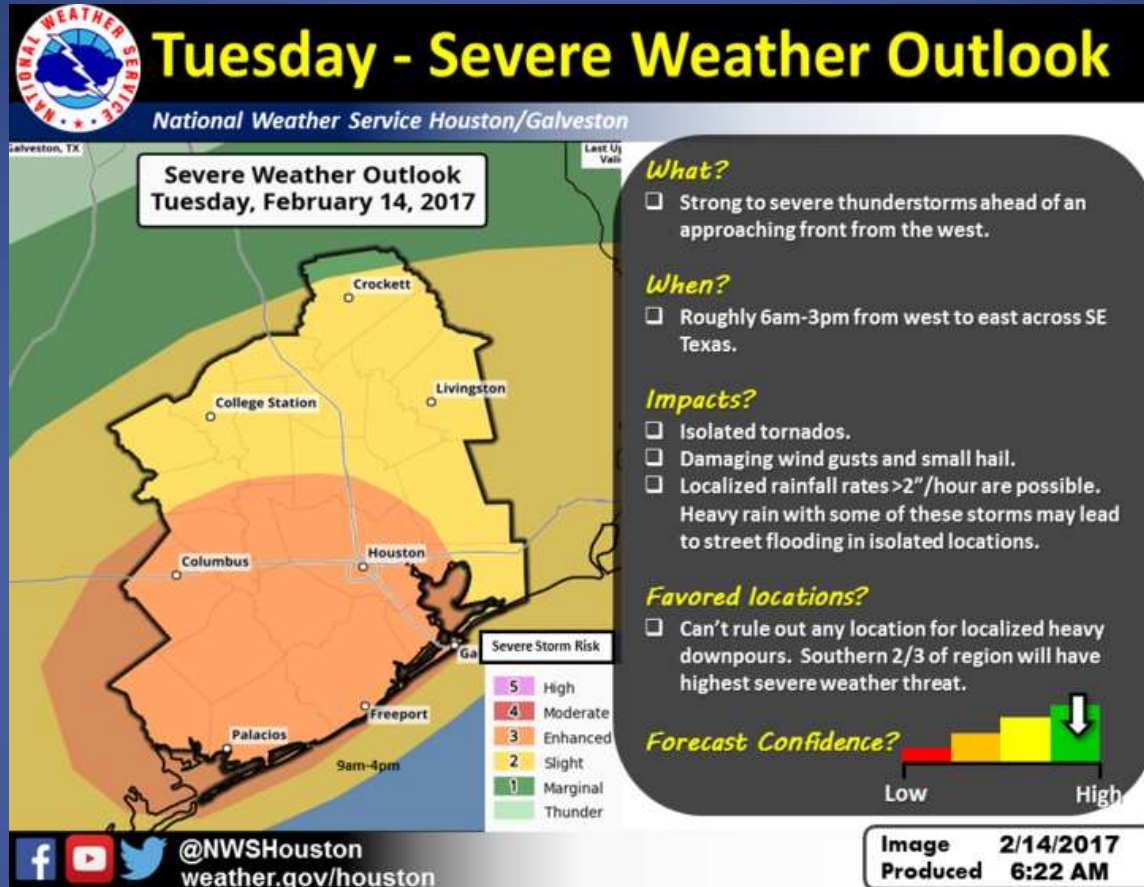 NATIONAL WEATHER SERVICE
Tuesday - Severe Weather Outlook
National Weather Service Houston/Galveston
Galveston, TX
Severe Weather Outlook
Tuesday, February 14, 2017
Crockett
Livingston
College Station
Houston
Columbus
Freeport
Palacios
9am-4pm
Severe Storm Risk
5 High
4 Moderate
3 Enhanced
2 Slight
1 Marginal
Thunder
What?
❑ Strong to severe thunderstorms ahead of an
approaching front from the west.
When?
❑ Roughly 6am-3pm from west to east across SE
Texas.
Impacts?
❑ Isolated tornados.
❑ Damaging wind gusts and small hail.
❑ Localized rainfall rates >2”/hour are possible.
Heavy rain with some of these storms may lead
to street flooding in isolated locations.
Favored locations?
❑ Can’t rule out any location for localized heavy
downpours. Southern 2/3 of region will have
highest severe weather threat.
Forecast Confidence?
Low High
@NWSHouston
weather.gov/houston
Image 2/14/2017
Produced 6:22 AM